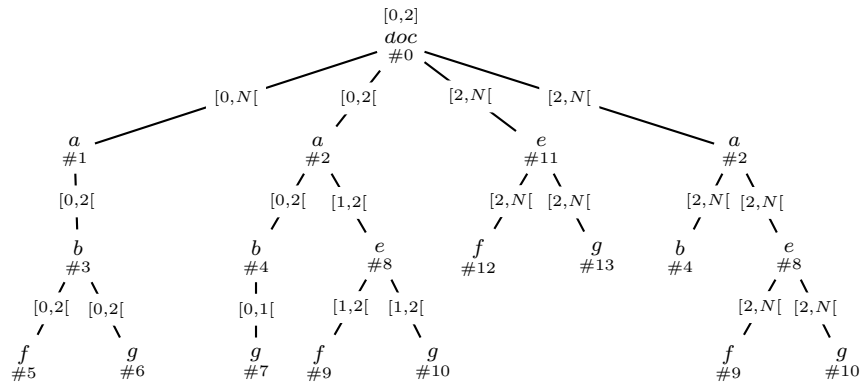 [0,2]
doc
#0
[0,N[ [0,2[ [2,N[ [2,N[
a a e a
#1 #2 #11 #2
[0,2[ [0,2[ [1,2[ [2,N[ [2,N[ [2,N[ [2,N[
b b e f g b e
#3 #4 #8 #12 #13 #4 #8
[0,2[ [0,2[ [0,1[ [1,2[ [1,2[ [2,N[ [2,N[
f g g f g f g
#5 #6 #7 #9 #10 #9 #10